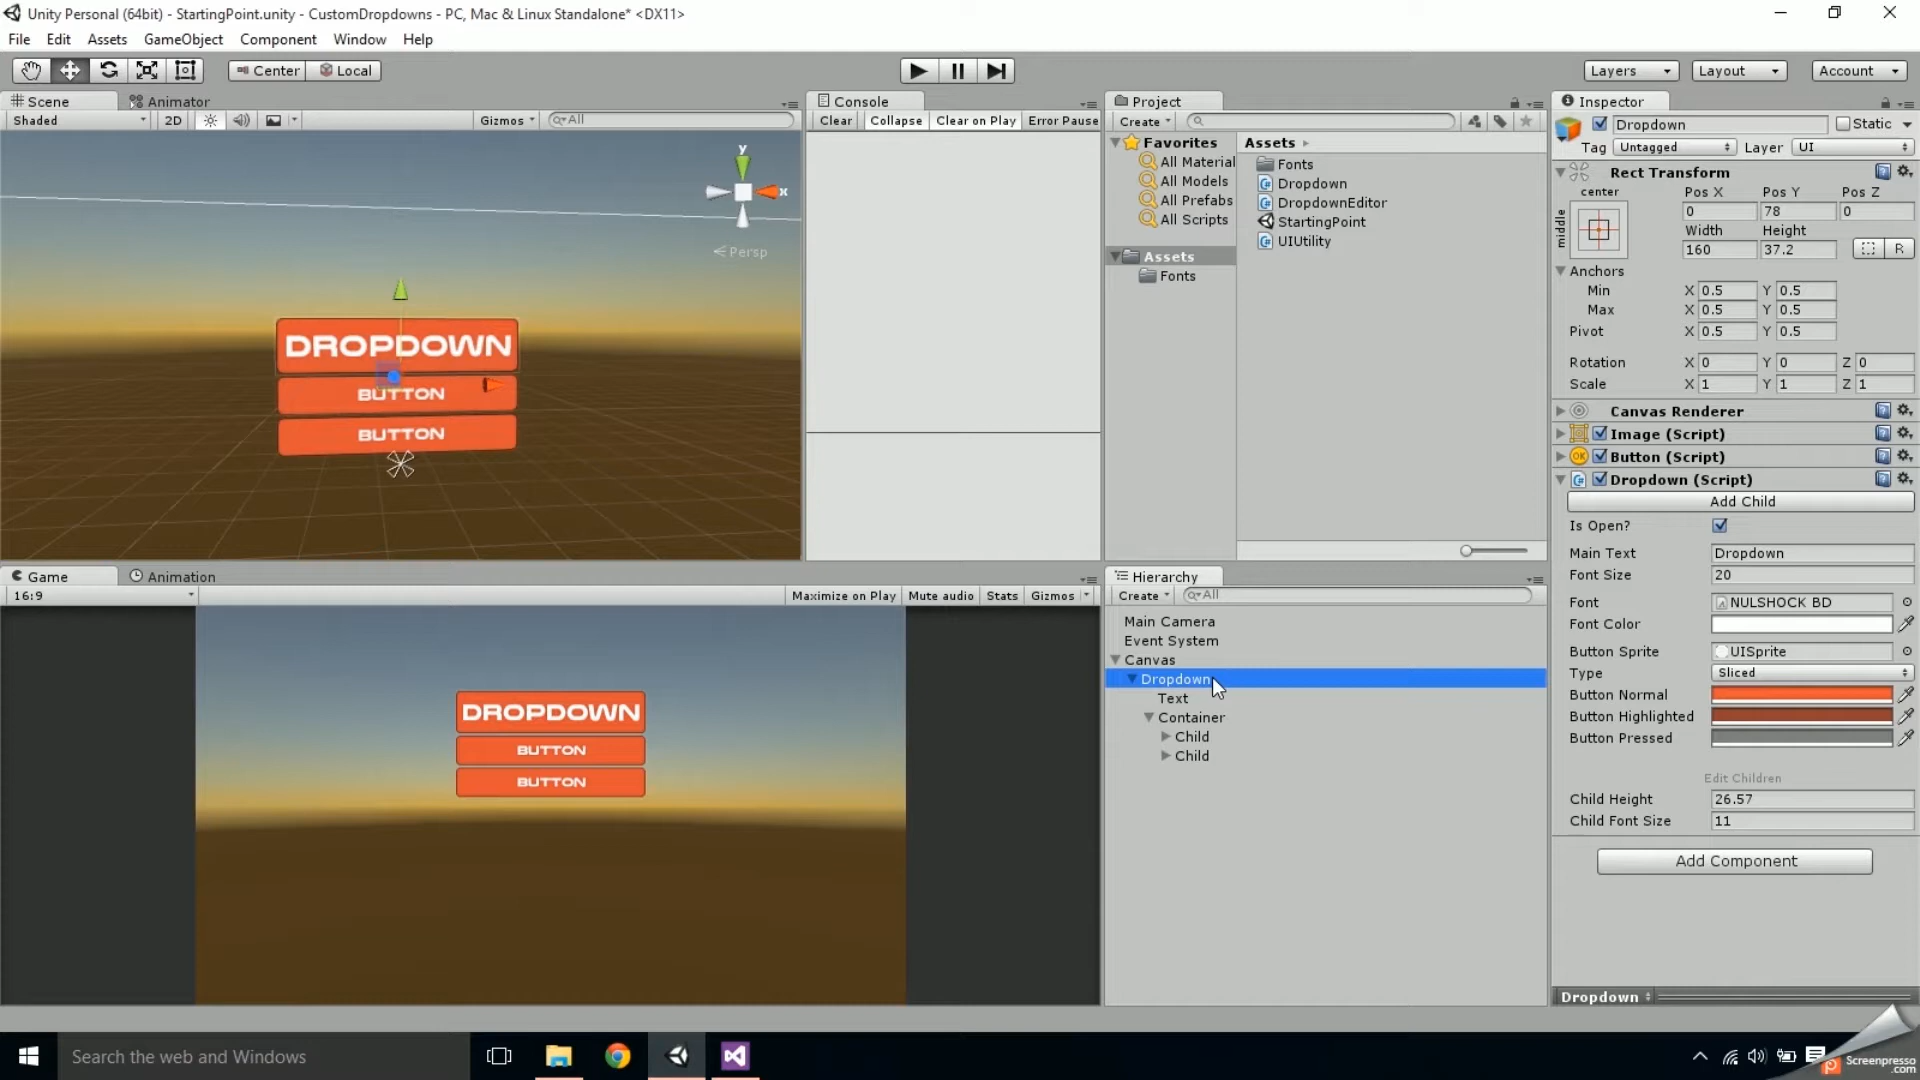 Unity Personal (64bit) - StartingPoint.unity - CustomDropdowns - PC, Mac & Linux Standalone* <DX11>
File Edit Assets GameObject Component Window Help
Center Local
Layers Layout Account
Scene Animator
Shaded 2D Gizmos All
y
x
Persp
DROPDOWN
BUTTON
BUTTON
Console
Clear Collapse Clear on Play Error Pause
Project
Create
Favorites
All Material
All Models
All Prefabs
All Scripts
Assets
Fonts
Assets
Fonts
Dropdown
DropdownEditor
StartingPoint
UIUtility
Inspector
Dropdown Static
Tag Untagged Layer UI
Rect Transform
center Pos X Pos Y Pos Z
middle
0 78 0
Width Height
160 37.2 R
Anchors
Min X 0.5 Y 0.5
Max X 0.5 Y 0.5
Pivot X 0.5 Y 0.5
Rotation X 0 Y 0 Z 0
Scale X 1 Y 1 Z 1
Canvas Renderer
Image (Script)
OK Button (Script)
Dropdown (Script)
Add Child
Is Open?
Main Text Dropdown
Font Size 20
Font NULSHOCK BD
Font Color
Button Sprite UISprite
Type Sliced
Button Normal
Button Highlighted
Button Pressed
Edit Children
Child Height 26.57
Child Font Size 11
Add Component
Dropdown
Game Animation
16:9 Maximize on Play Mute audio Stats Gizmos
DROPDOWN
BUTTON
BUTTON
Hierarchy
Create All
Main Camera
Event System
Canvas
Dropdown
Text
Container
Child
Child
Search the web and Windows
Screenpresso
.com